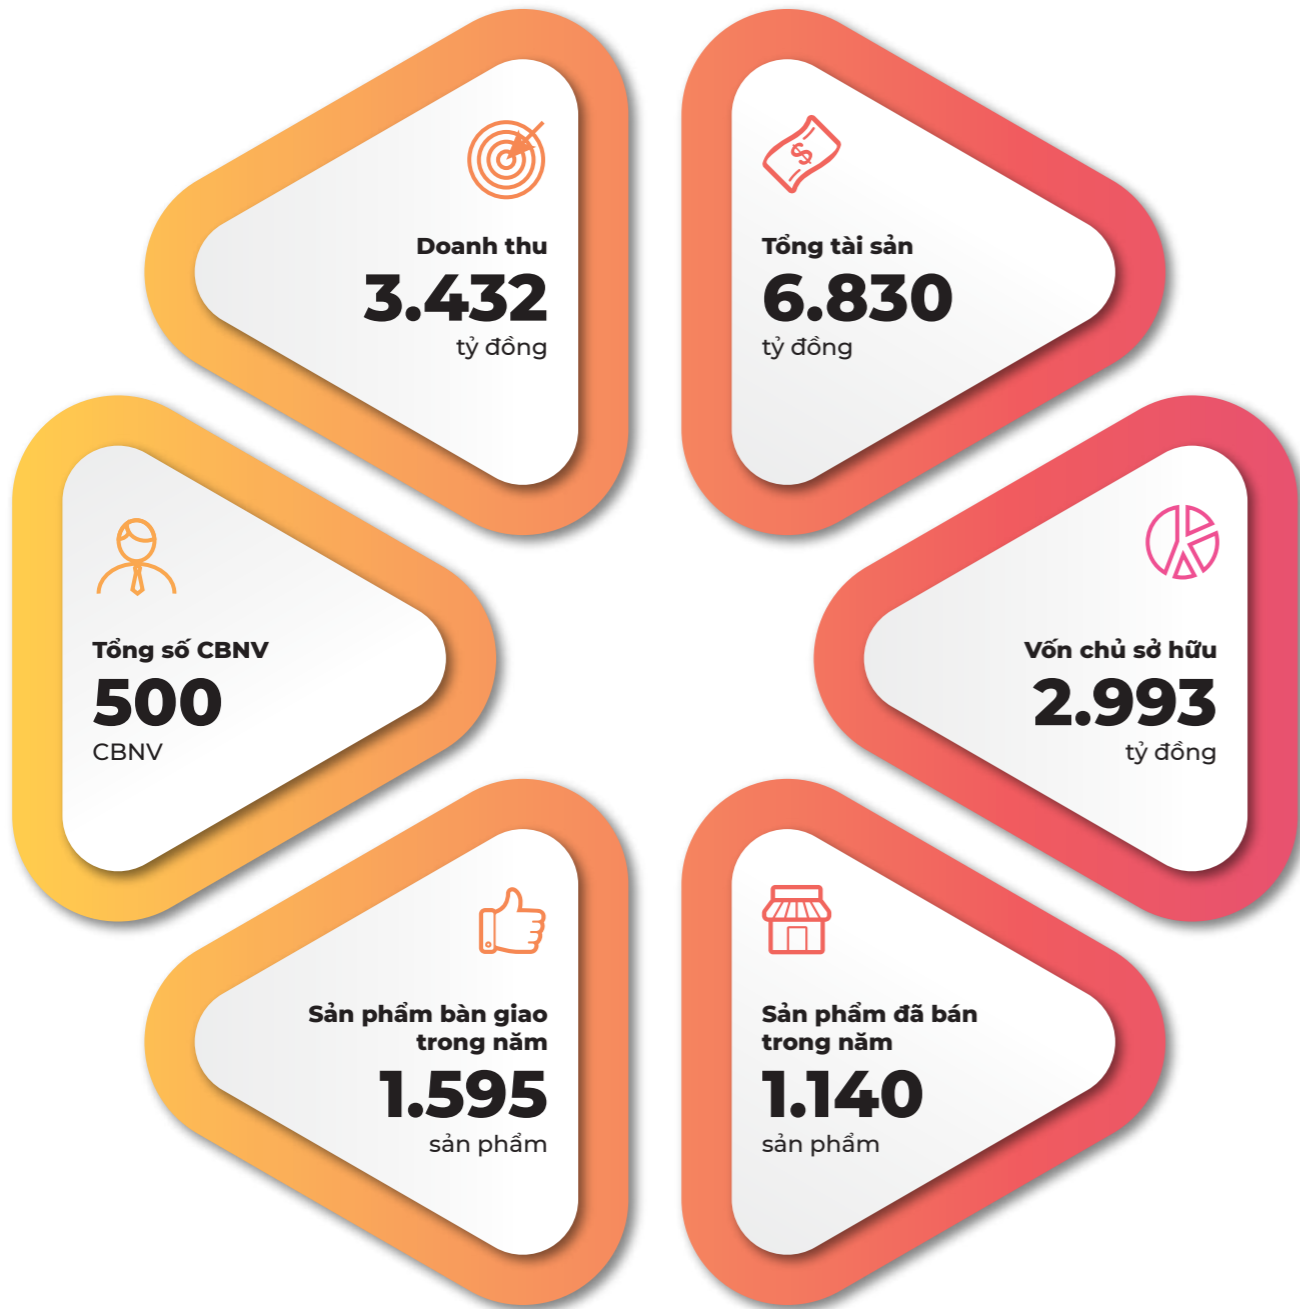 Doanh thu
3.432
tỷ đồng
Tổng tài sản
6.830
tỷ đồng
Tổng số CBNV
500
CBNV
Vốn chủ sở hữu
2.993
tỷ đồng
Sản phẩm bàn giao
trong năm
1.595
sản phẩm
Sản phẩm đã bán
trong năm
1.140
sản phẩm